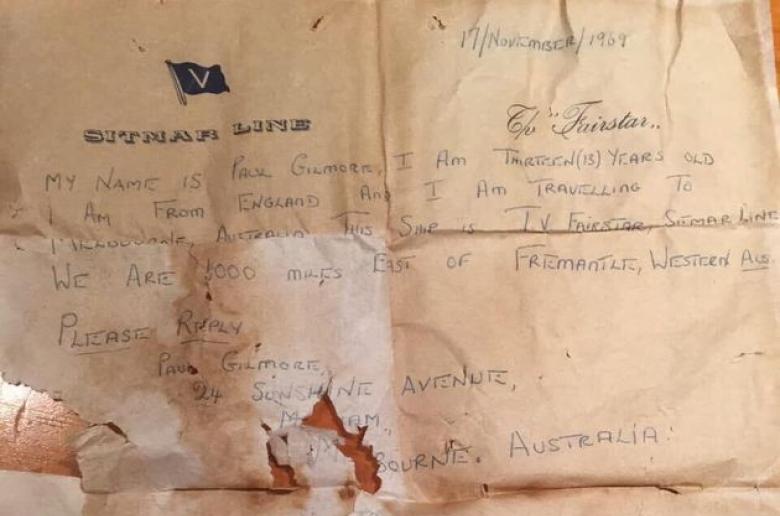 17/NOVEMBER/1969
V
SITMAR LINE
T/v "Fairstar„
MY NAME IS PAUL GILMORE, I AM THIRTEEN (13) YEARS OLD
I AM FROM ENGLAND AND I AM TRAVELLING TO
MELBOURNE, AUSTRALIA THIS SHIP IS T.V FAIRSTAR, SITMAR LINE
WE ARE 1000 MILES EAST OF FREMANTLE, WESTERN AUS.
PLEASE REPLY
PAUL GILMORE,
24 SUNSHINE AVENUE,
BOURNE. AUSTRALIA.